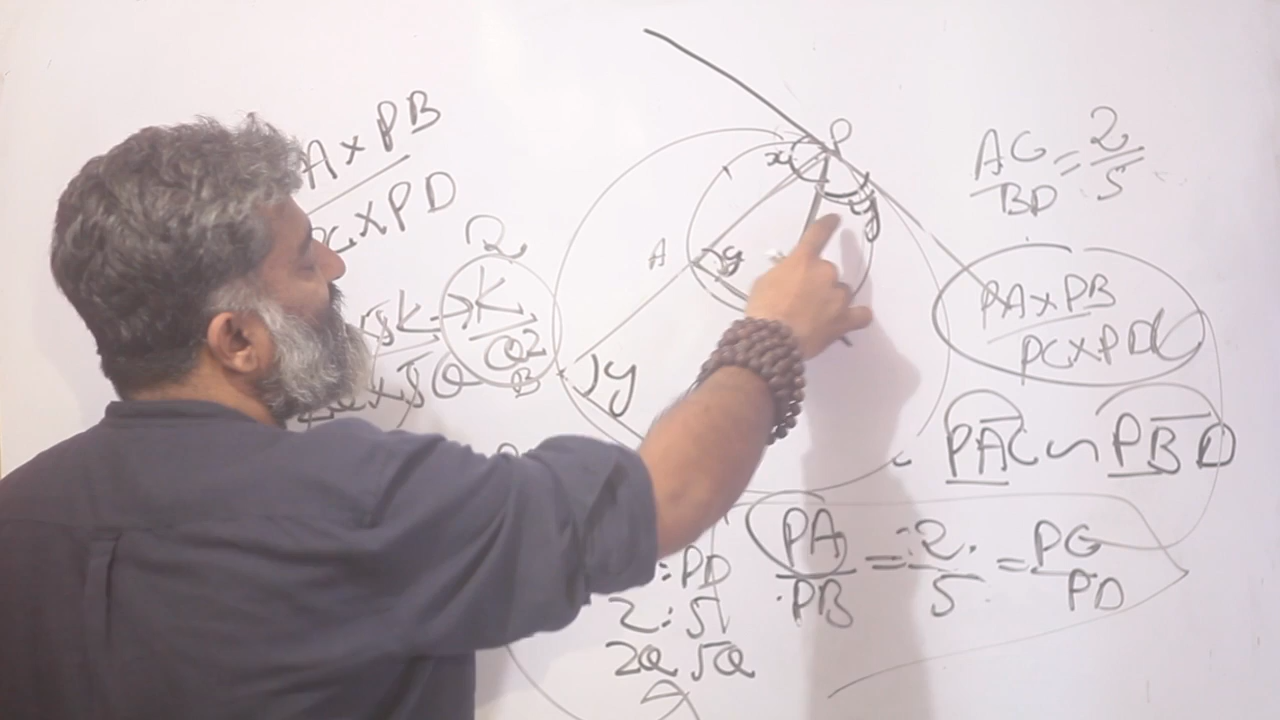 A×PB
PC×PD
2
K
Q2
B
P
x
y
A
y
y
AC = 2
BD 5
PA×PB
PC×PD
PAC ~ PBD
PA = 2 = PC
PB 5 PD
:PD
2:5
2Q 5Q